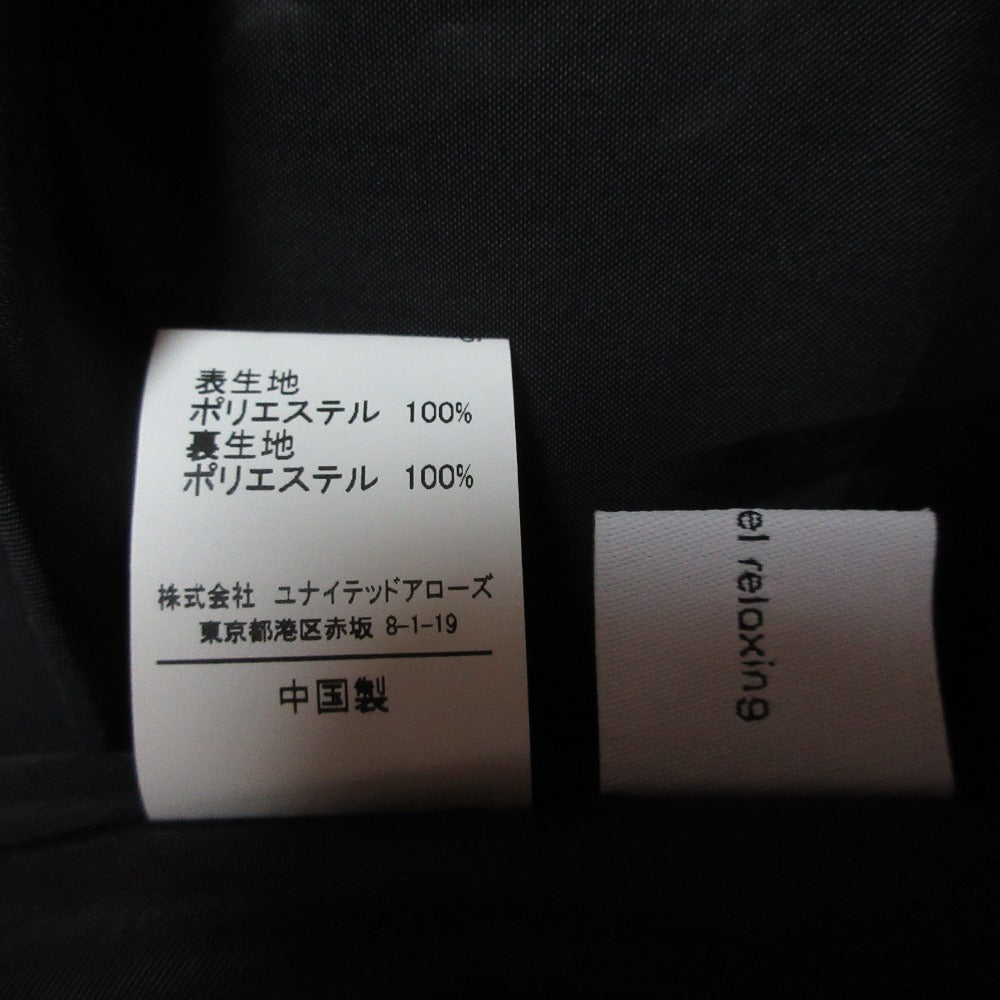 表生地
ポリエステル 100%
裏生地
ポリエステル 100%
株式会社 ユナイテッドアローズ
東京都港区赤坂 8-1-19
中国製
el relaxing